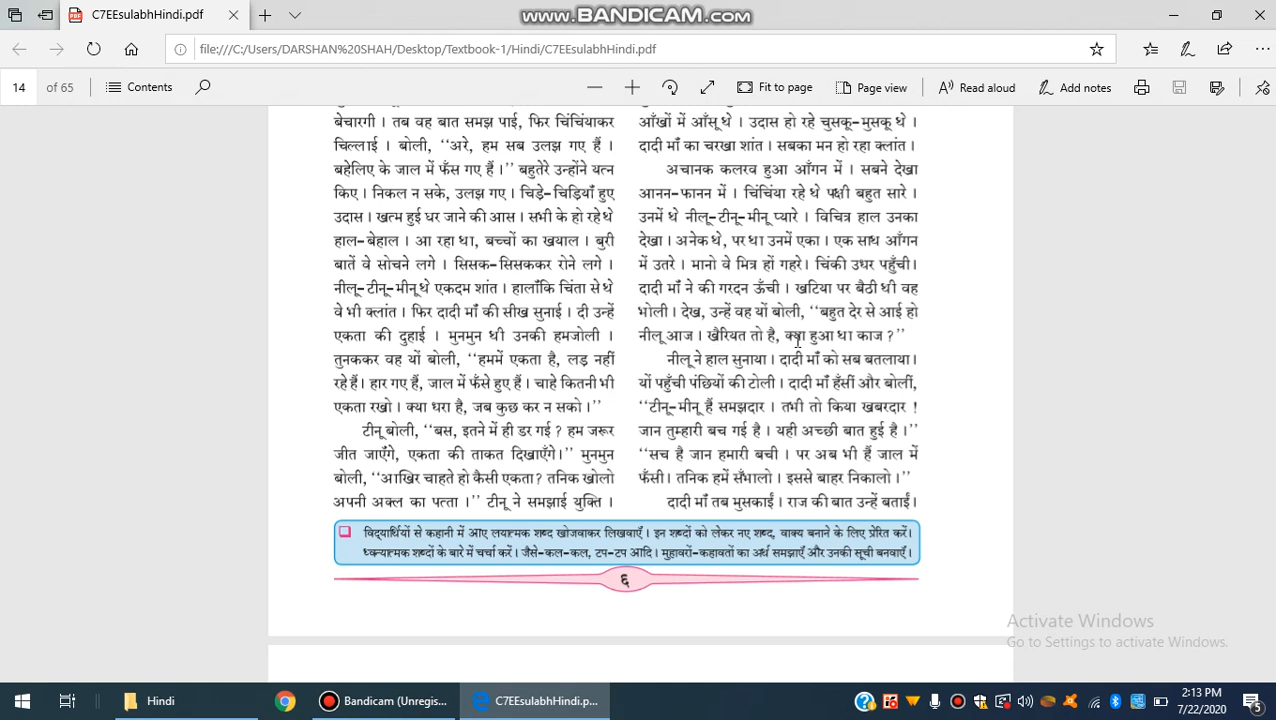 WWW.BANDICAM.COM
C7EEsulabhHindi.pdf
file:///C:/Users/DARSHAN%20SHAH/Desktop/Textbook-1/Hindi/C7EEsulabhHindi.pdf
14 of 65 Contents Fit to page Page view Read aloud Add notes
बेचारगी । तब वह बात समझ पाई, फिर चिंचिंयाकर
चिल्लाई । बोली, ‘‘अरे, हम सब उलझ गए हैं ।
बहेलिए के जाल में फँस गए हैं ।’’ बहुतेरे उन्होंने यत्न
किए । निकल न सके, उलझ गए । चिड़े-चिड़ियाँ हुए
उदास । खत्म हुई घर जाने की आस । सभी के हो रहे थे
हाल-बेहाल । आ रहा था, बच्चों का खयाल । बुरी
बातें वे सोचने लगे । सिसक-सिसककर रोने लगे ।
नीलू-टीनू-मीनू थे एकदम शांत । हालाँकि चिंता से थे
वे भी क्लांत । फिर दादी माँ की सीख सुनाई । दी उन्हें
एकता की दुहाई । मुनमुन थी उनकी हमजोली ।
तुनककर वह यों बोली, ‘‘हममें एकता है, लड़ नहीं
रहे हैं। हार गए हैं, जाल में फँसे हुए हैं । चाहे कितनी भी
एकता रखो । क्या धरा है, जब कुछ कर न सको ।’’
टीनू बोली, ‘‘बस, इतने में ही डर गई ? हम जरूर
जीत जाएँगे, एकता की ताकत दिखाएँगे।’’ मुनमुन
बोली, ‘‘आखिर चाहते हो कैसी एकता? तनिक खोलो
अपनी अक्ल का पत्ता ।’’ टीनू ने समझाई युक्ति ।
आँखों में आँसू थे । उदास हो रहे चुसकू-मुसकू थे ।
दादी माँ का चरखा शांत । सबका मन हो रहा क्लांत ।
अचानक कलरव हुआ आँगन में । सबने देखा
आनन-फानन में । चिंचिंया रहे थे पक्षी बहुत सारे ।
उनमें थे नीलू-टीनू-मीनू प्यारे । विचित्र हाल उनका
देखा । अनेक थे, पर था उनमें एका । एक साथ आँगन
में उतरे । मानो वे मित्र हों गहरे। चिंकी उधर पहुँची।
दादी माँ ने की गरदन ऊँची । खटिया पर बैठी थी वह
भोली । देख, उन्हें वह यों बोली, ‘‘बहुत देर से आई हो
नीलू आज । खैरियत तो है, क्या हुआ था काज ?’’
नीलू ने हाल सुनाया । दादी माँ को सब बतलाया ।
यों पहुँची पंछियों की टोली । दादी माँ हँसीं और बोलीं,
‘‘टीनू-मीनू हैं समझदार । तभी तो किया खबरदार !
जान तुम्हारी बच गई है । यही अच्छी बात हुई है ।’’
‘‘सच है जान हमारी बची । पर अब भी हैं जाल में
फँसी । तनिक हमें सँभालो । इससे बाहर निकालो ।’’
दादी माँ तब मुसकाईं । राज की बात उन्हें बताईं ।
विद्यार्थियों से कहानी में आए लयात्मक शब्द खोजवाकर लिखवाएँ । इन शब्दों को लेकर नए शब्द, वाक्य बनाने के लिए प्रेरित करें।
ध्वन्यात्मक शब्दों के बारे में चर्चा करें । जैसे-कल-कल, टप-टप आदि । मुहावरों-कहावतों का अर्थ समझाएँ और उनकी सूची बनवाएँ।
६
Activate Windows
Go to Settings to activate Windows.
Hindi Bandicam (Unregis... C7EEsulabhHindi.p...
2:13 PM
7/22/2020
5